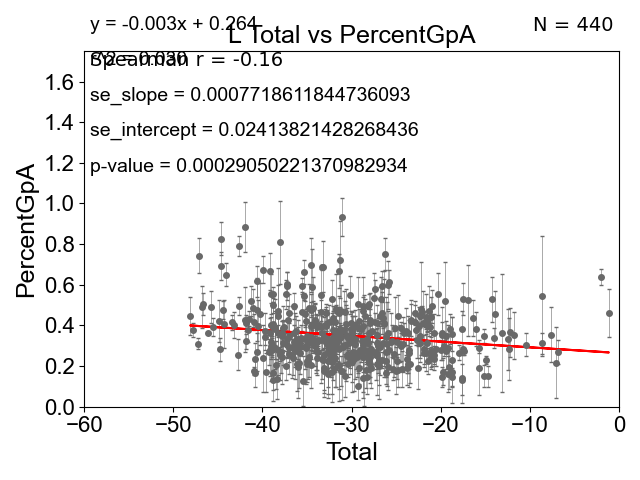 y = -0.003x + 0.264
N = 440
L Total vs PercentGpA
Spearman r = -0.16
se_slope = 0.0007718611844736093
se_intercept = 0.02413821428268436
p-value = 0.00029050221370982934
PercentGpA
1.6
1.4
1.2
1.0
0.8
0.6
0.4
0.2
0.0
−60 −50 −40 −30 −20 −10 0
Total